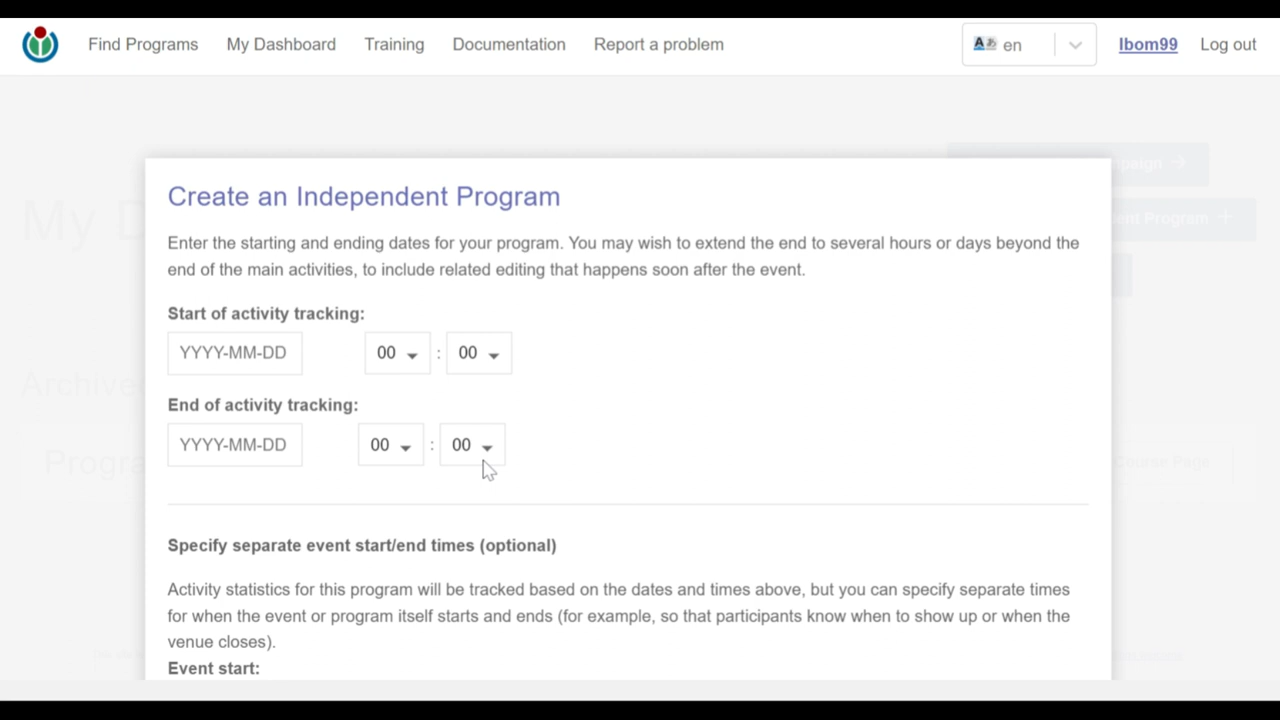 Find Programs My Dashboard Training Documentation Report a problem en Ibom99 Log out
Create an Independent Program
Enter the starting and ending dates for your program. You may wish to extend the end to several hours or days beyond the
end of the main activities, to include related editing that happens soon after the event.
Start of activity tracking:
YYYY-MM-DD 00 : 00
End of activity tracking:
YYYY-MM-DD 00 : 00
Specify separate event start/end times (optional)
Activity statistics for this program will be tracked based on the dates and times above, but you can specify separate times
for when the event or program itself starts and ends (for example, so that participants know when to show up or when the
venue closes).
Event start:
My D
Program +
Archive
Progra
Course Page